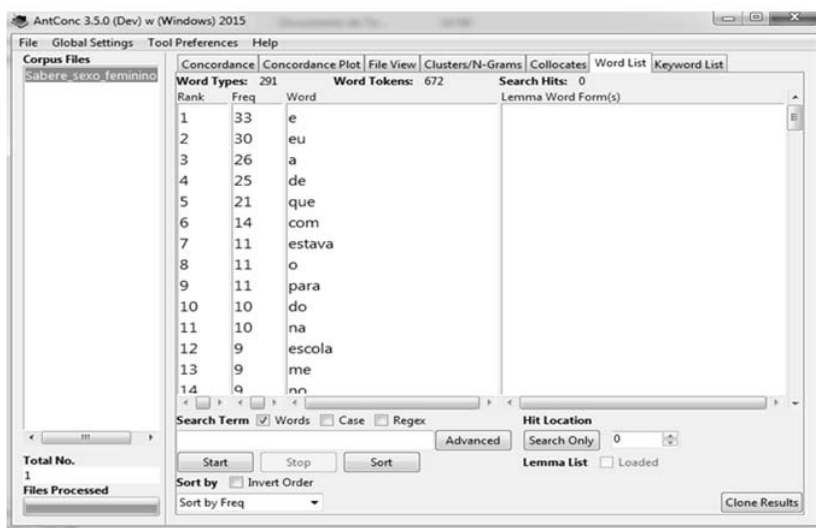 AntConc 3.5.0 (Dev) w (Windows) 2015
File Global Settings Tool Preferences Help
Corpus Files
Sabere_sexo_feminino
Concordance Concordance Plot File View Clusters/N-Grams Collocates Word List Keyword List
Word Types: 291 Word Tokens: 672 Search Hits: 0
Rank Freq Word Lemma Word Form(s)
1 33 e
2 30 eu
3 26 a
4 25 de
5 21 que
6 14 com
7 11 estava
8 11 o
9 11 para
10 10 do
11 10 na
12 9 escola
13 9 me
14 9 no
Search Term Words Case Regex Hit Location
Advanced Search Only 0
Total No.
1
Files Processed
Start Stop Sort Lemma List Loaded
Sort by Invert Order
Sort by Freq Clone Results